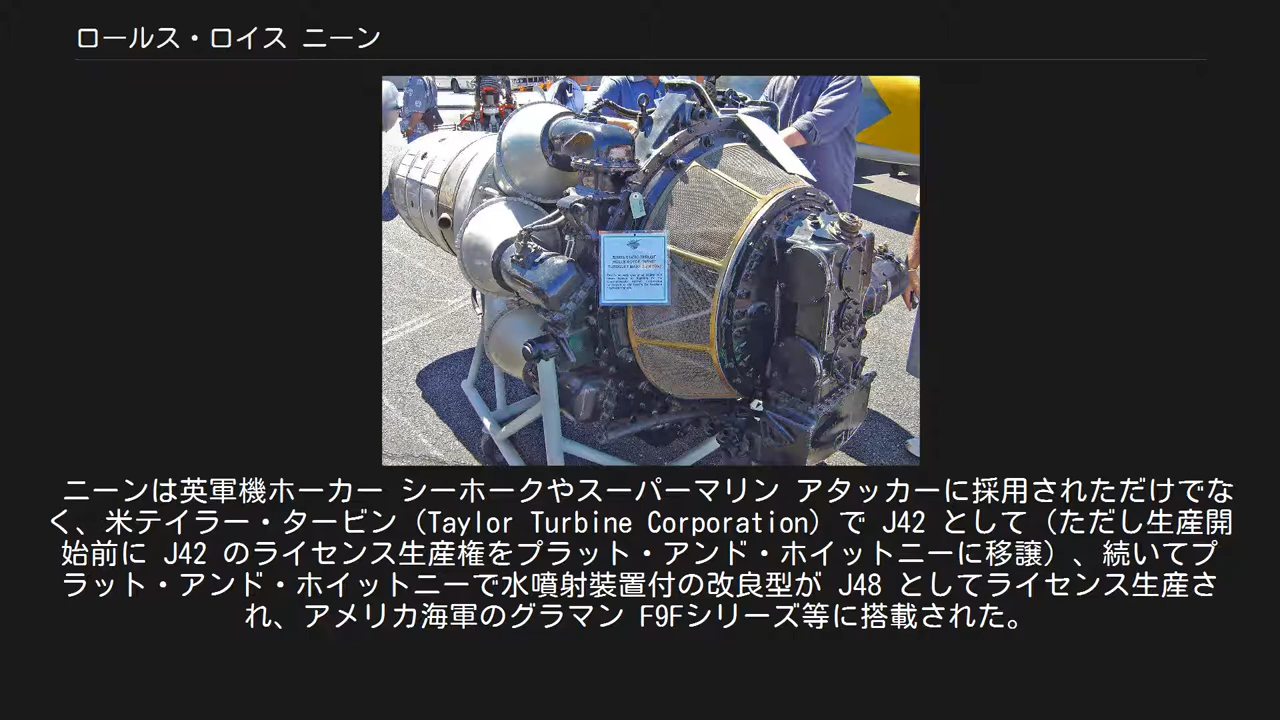 ロールス・ロイス ニーン
ニーンは英軍機ホーカー シーホークやスーパーマリン アタッカーに採用されただけでな
く、米テイラー・タービン（Taylor Turbine Corporation）で J42 として（ただし生産開
始前に J42 のライセンス生産権をプラット・アンド・ホイットニーに移譲）、続いてプ
ラット・アンド・ホイットニーで水噴射装置付の改良型が J48 としてライセンス生産さ
れ、アメリカ海軍のグラマン F9Fシリーズ等に搭載された。